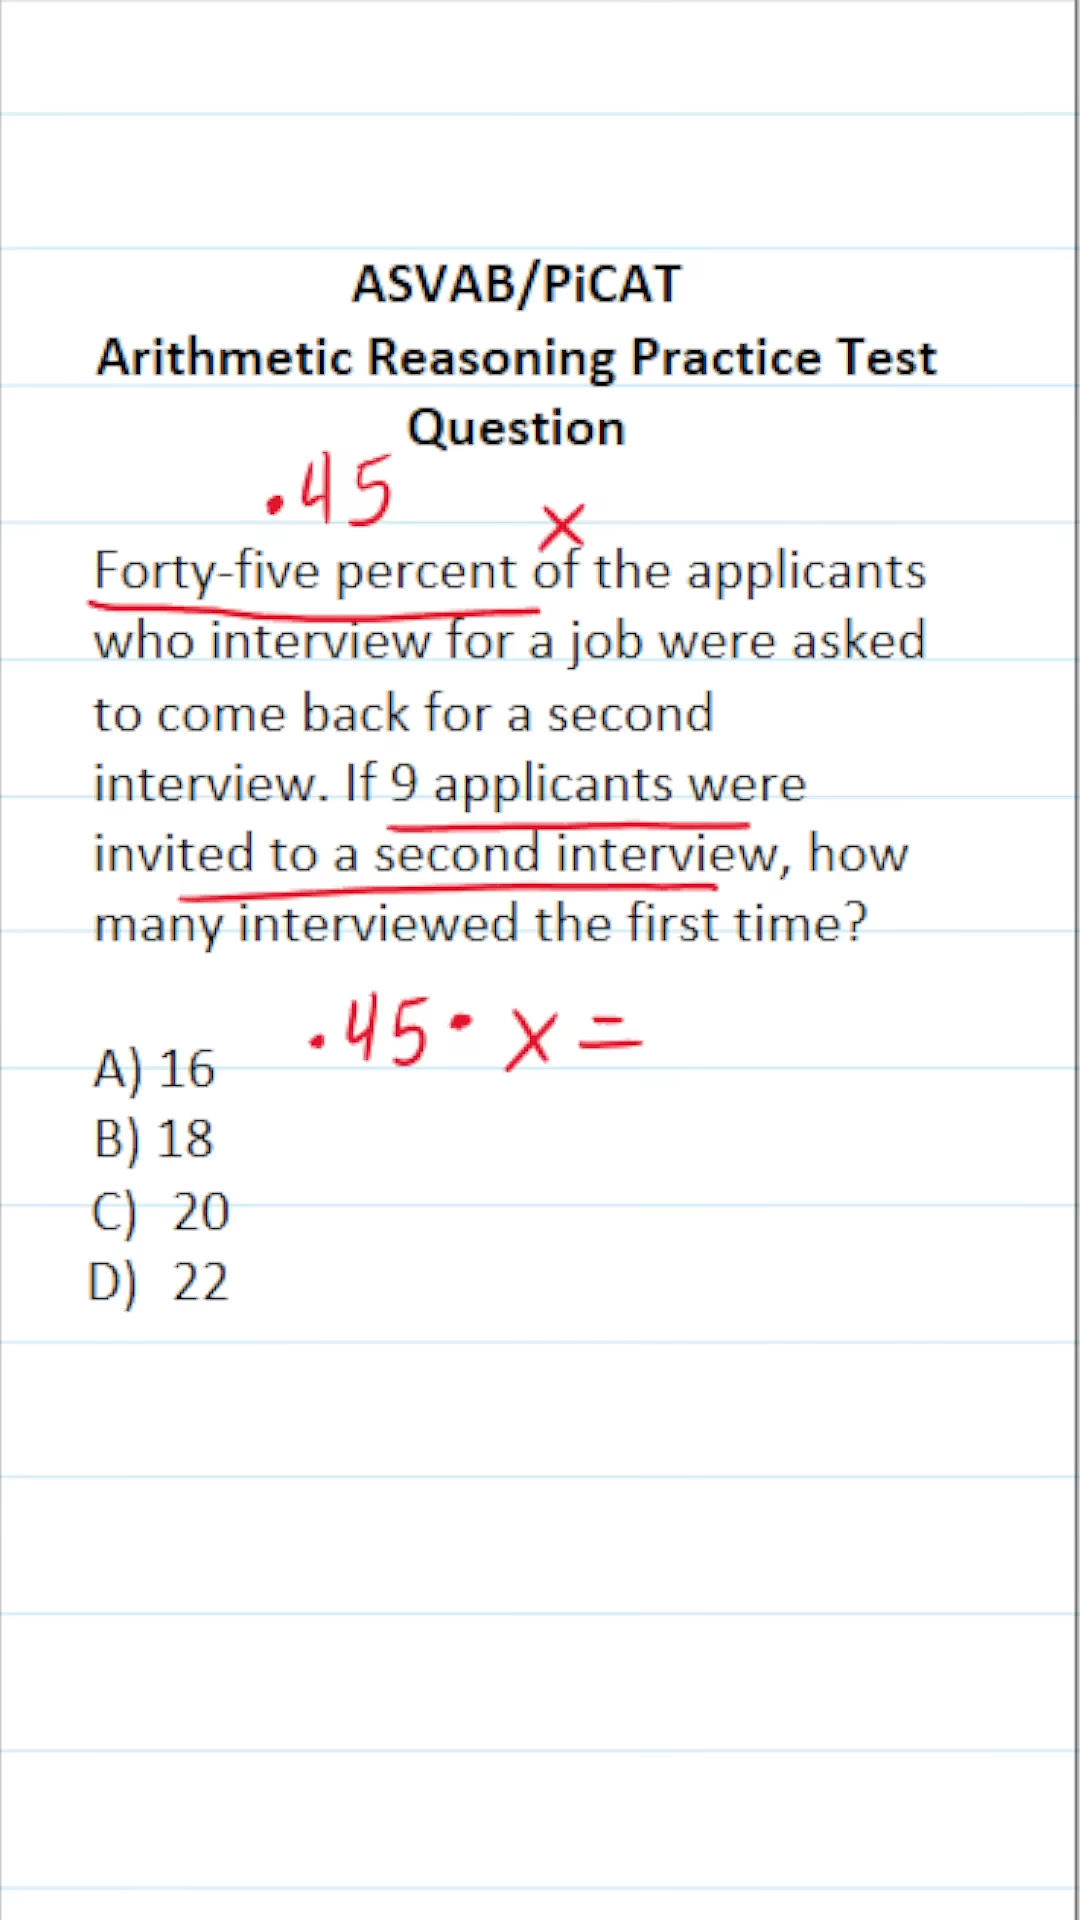 ASVAB/PiCAT
Arithmetic Reasoning Practice Test
Question
.45
x
Forty-five percent of the applicants
who interview for a job were asked
to come back for a second
interview. If 9 applicants were
invited to a second interview, how
many interviewed the first time?
.45 · x =
A) 16
B) 18
C) 20
D) 22